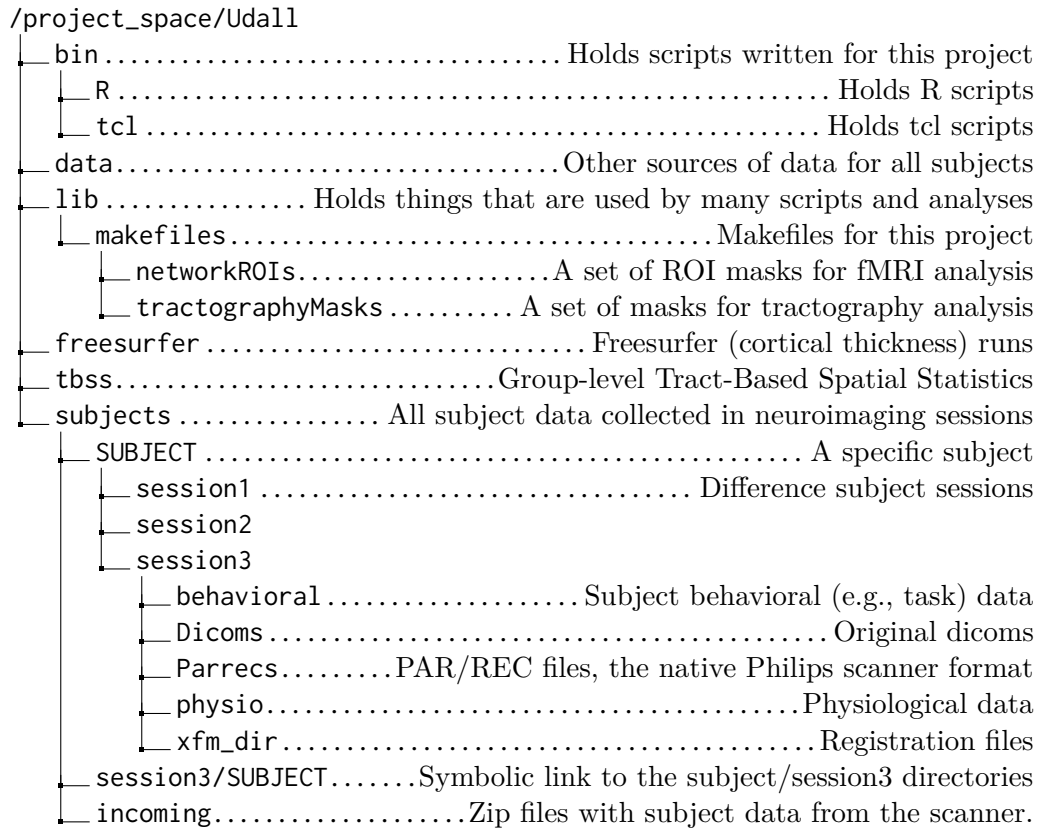 /project_space/Udall
bin.................................... Holds scripts written for this project
R........................................................ Holds R scripts
tcl..................................................... Holds tcl scripts
data...................................Other sources of data for all subjects
lib................ Holds things that are used by many scripts and analyses
makefiles......................................Makefiles for this project
networkROIs....................A set of ROI masks for fMRI analysis
tractographyMasks.......... A set of masks for tractography analysis
freesurfer.............................. Freesurfer (cortical thickness) runs
tbss..............................Group-level Tract-Based Spatial Statistics
subjects................ All subject data collected in neuroimaging sessions
SUBJECT............................................... A specific subject
session1.................................. Difference subject sessions
session2
session3
behavioral.................... Subject behavioral (e.g., task) data
Dicoms.............................................. Original dicoms
Parrecs.........PAR/REC files, the native Philips scanner format
physio..........................................Physiological data
xfm_dir............................................Registration files
session3/SUBJECT.......Symbolic link to the subject/session3 directories
incoming....................Zip files with subject data from the scanner.